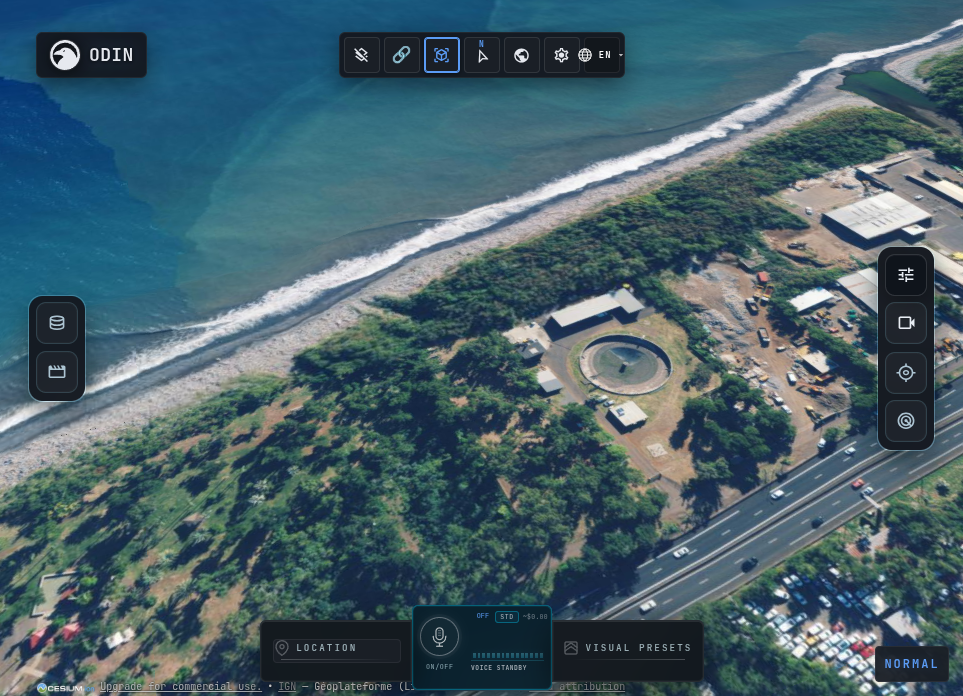 ODIN
N
EN
OFF STD ~$0.00
LOCATION
VISUAL PRESETS
ON/OFF
VOICE STANDBY
NORMAL
CESIUM Upgrade for commercial use. • IGN — Géoplateforme (L attribution